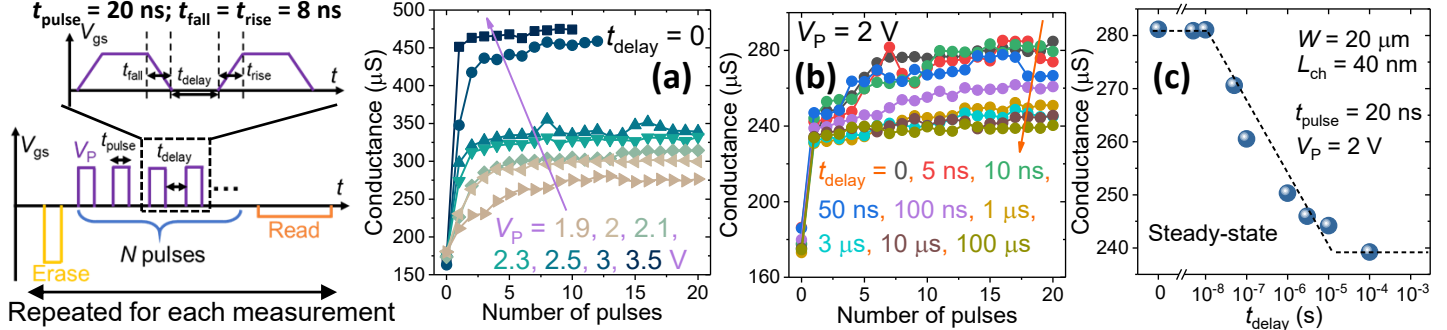 t_pulse = 20 ns; t_fall = t_rise = 8 ns
V_gs
t_fall
t_delay
t_rise
t
V_gs
V_P
t_pulse
t_delay
...
t
Erase
N pulses
Read
Repeated for each measurement
Conductance (µS)
500
450
400
350
300
250
200
150
t_delay = 0
(a)
V_P = 1.9, 2, 2.1,
2.3, 2.5, 3, 3.5 V
0
5
10
15
20
Number of pulses
Conductance (µS)
280
240
200
160
V_P = 2 V
(b)
t_delay = 0, 5 ns, 10 ns,
50 ns, 100 ns, 1 µs,
3 µs, 10 µs, 100 µs
0
5
10
15
20
Number of pulses
Conductance (µS)
280
270
260
250
240
(c)
W = 20 µm
L_ch = 40 nm
t_pulse = 20 ns
V_P = 2 V
Steady-state
0
10⁻⁸
10⁻⁷
10⁻⁶
10⁻⁵
10⁻⁴
10⁻³
t_delay (s)